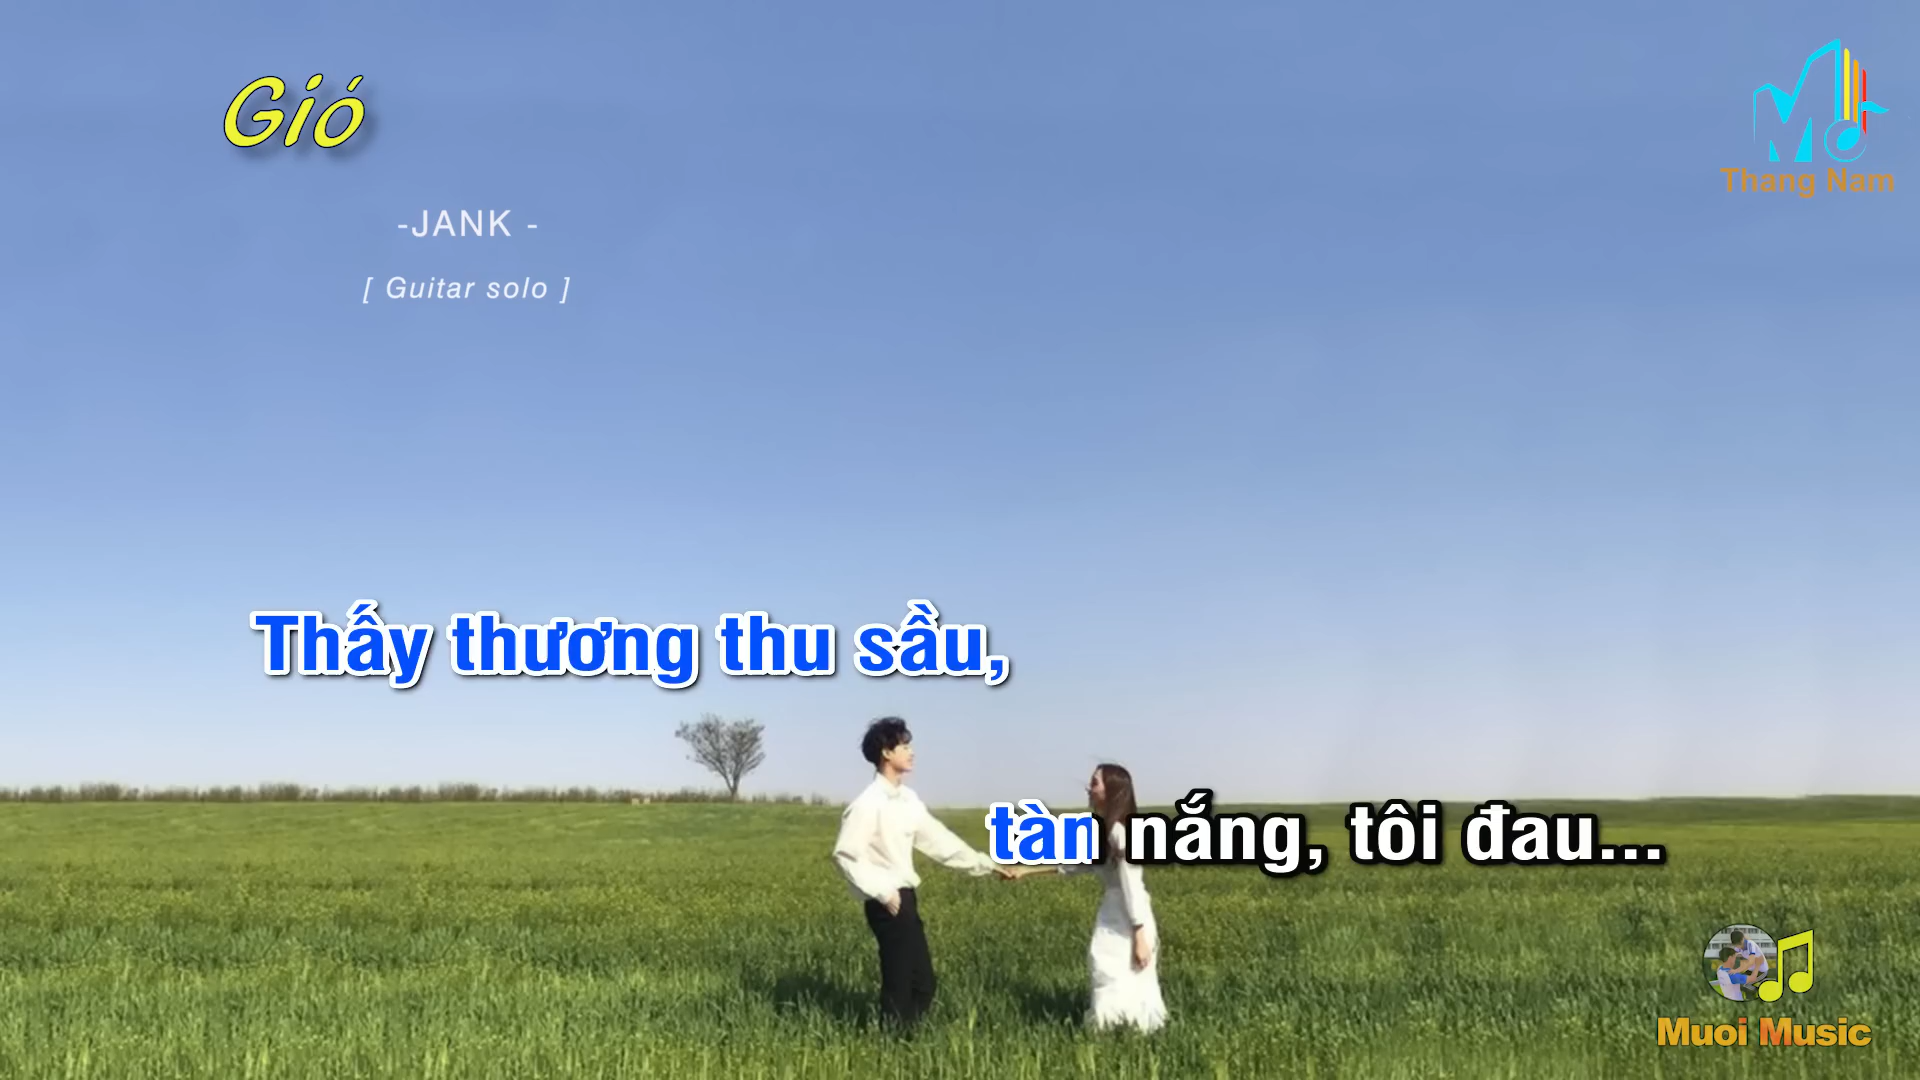 Gió
Thang Nam
-JANK -
[ Guitar solo ]
Thấy thương thu sầu,
tàn nắng, tôi đau...
Muoi Music